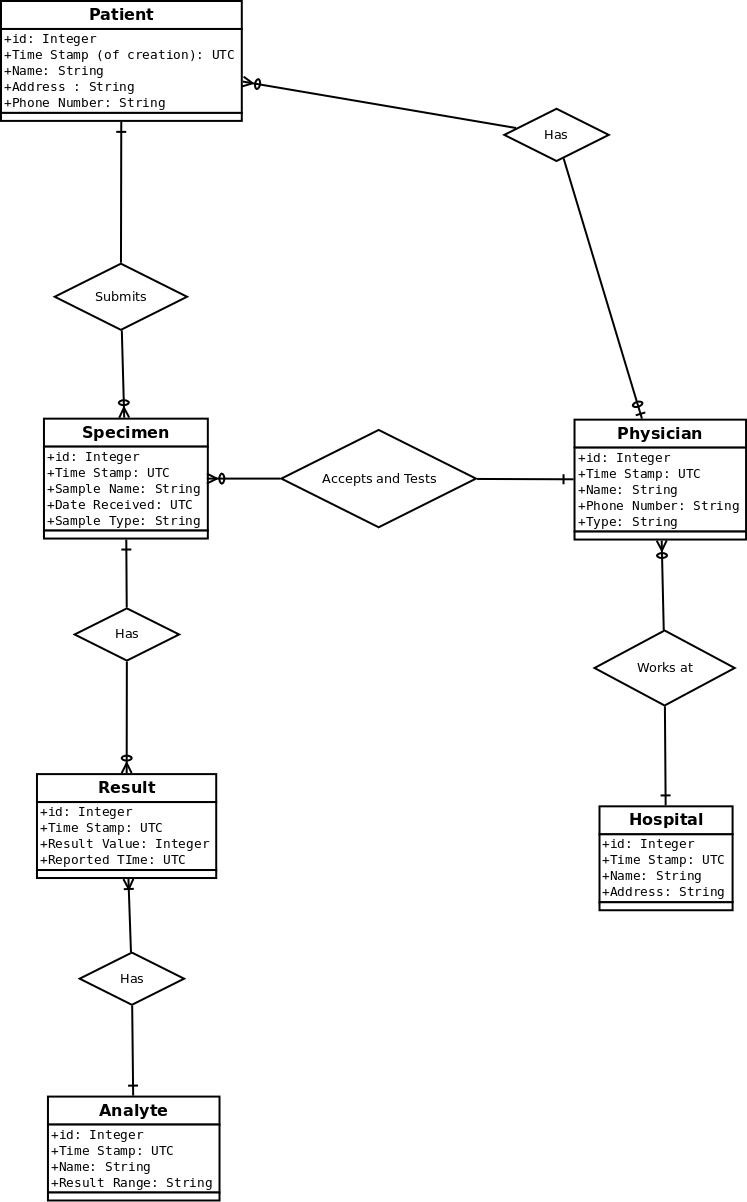 Patient
+id: Integer
+Time Stamp (of creation): UTC
+Name: String
+Address : String
+Phone Number: String
Has
Submits
Specimen
+id: Integer
+Time Stamp: UTC
+Sample Name: String
+Date Received: UTC
+Sample Type: String
Accepts and Tests
Physician
+id: Integer
+Time Stamp: UTC
+Name: String
+Phone Number: String
+Type: String
Has
Works at
Result
+id: Integer
+Time Stamp: UTC
+Result Value: Integer
+Reported TIme: UTC
Hospital
+id: Integer
+Time Stamp: UTC
+Name: String
+Address: String
Has
Analyte
+id: Integer
+Time Stamp: UTC
+Name: String
+Result Range: String